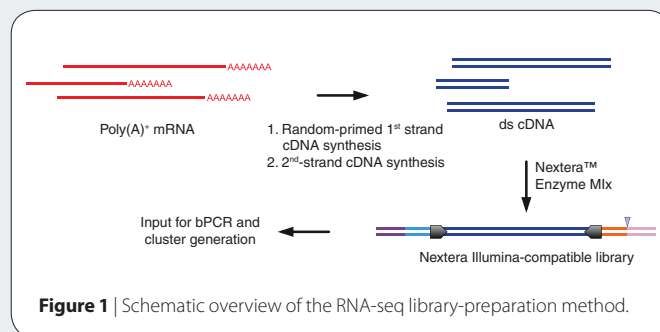 AAAAAAA
AAAAAAA
AAAAAAA
Poly(A)⁺ mRNA
1. Random-primed 1st strand
cDNA synthesis
2. 2nd-strand cDNA synthesis
ds cDNA
Nextera™
Enzyme MIx
Input for bPCR and
cluster generation
Nextera Illumina-compatible library
Figure 1 | Schematic overview of the RNA-seq library-preparation method.